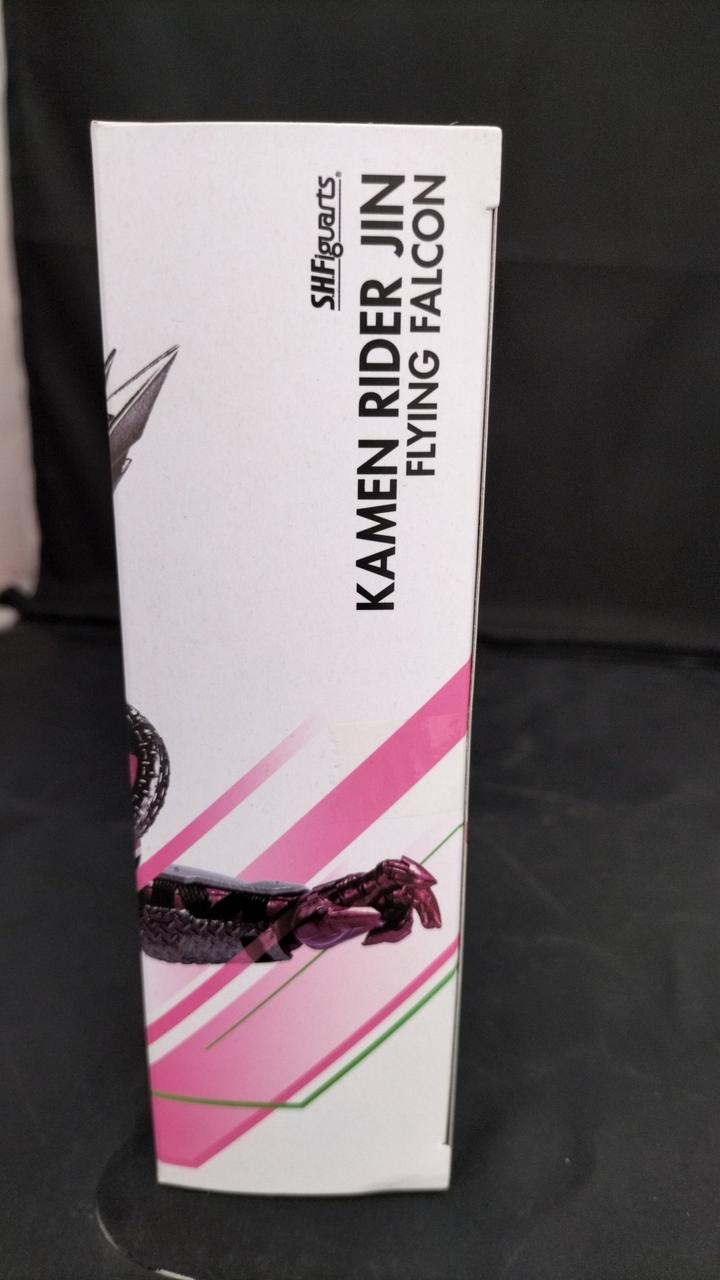 S.H.Figuarts®
KAMEN RIDER JIN
FLYING FALCON